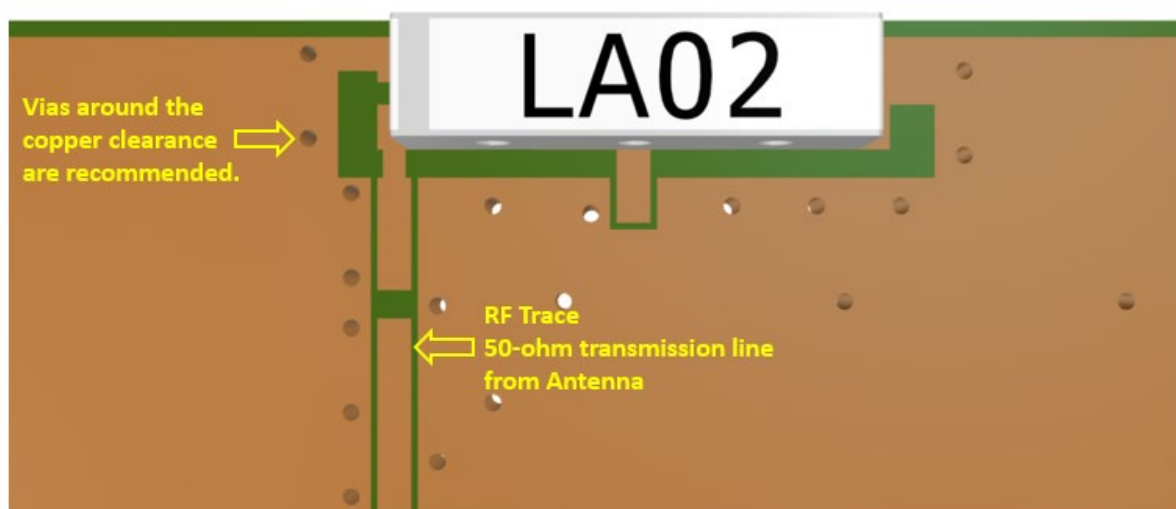 LA02
Vias around the
copper clearance
are recommended.
RF Trace
50-ohm transmission line
from Antenna